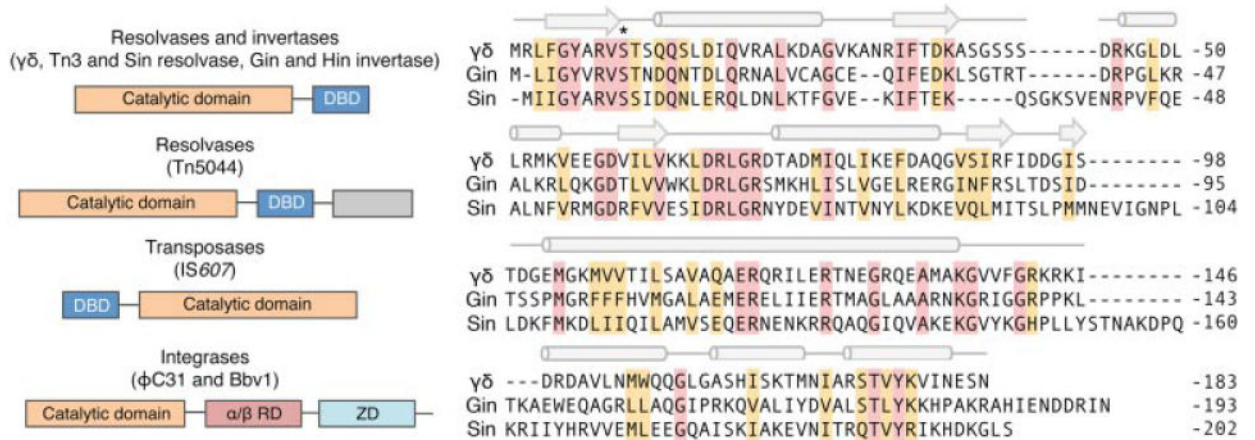 Resolvases and invertases
(γδ, Tn3 and Sin resolvase, Gin and Hin invertase)
Catalytic domain DBD
Resolvases
(Tn5044)
Catalytic domain DBD
Transposases
(IS607)
DBD Catalytic domain
Integrases
(ϕC31 and Bbv1)
Catalytic domain α/β RD ZD
*
γδ MRLFGYARVSTSQQSLDIQVRALKDAGVKANRIFTDKASGSSS------DRKGLDL -50
Gin M-LIGYVRVSTNDQNTDLQRNALVCAGCE--QIFEDKLSGTRT------DRPGLKR -47
Sin -MIIGYARVSSIDQNLERQLDNLKTFGVE--KIFTEK-----QSGKSVENRPVFQE -48
γδ LRMKVEEGDVILVKKLDRLGRDTADMIQLIKEFDAQGVSIRFIDDGIS-------- -98
Gin ALKRLQKGDTLVVWKLDRLGRSMKHLISLVGELRERGINFRSLTDSID-------- -95
Sin ALNFVRMGDRFVVESIDRLGRNYDEVINTVNYLKDKEVQLMITSLPMMNEVIGNPL -104
γδ TDGEMGKMVVTILSAVAQAERQRILERTNEGRQEAMAKGVVFGRKRKI-------- -146
Gin TSSPMGRFFFHVMGALAEMERELIIERTMAGLAAARNKGRIGGRPPKL-------- -143
Sin LDKFMKDLIIQILAMVSEQERNENKRRQAQGIQVAKEKGVYKGHPLLYSTNAKDPQ -160
γδ ---DRDAVLNMWQQGLGASHISKTMNIARSTVYKVINESN -183
Gin TKAEWEQAGRLLAQGIPRKQVALIYDVALSTLYKKHPAKRAHIENDDRIN -193
Sin KRIIYHRVVEMLEEGQAISKIAKEVNITRQTVYRIKHDKGLS -202